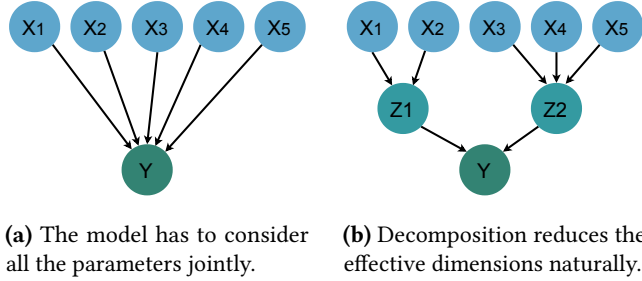 X1 X2 X3 X4 X5
Y
(a) The model has to consider
all the parameters jointly.
X1 X2 X3 X4 X5
Z1 Z2
Y
(b) Decomposition reduces the
effective dimensions naturally.